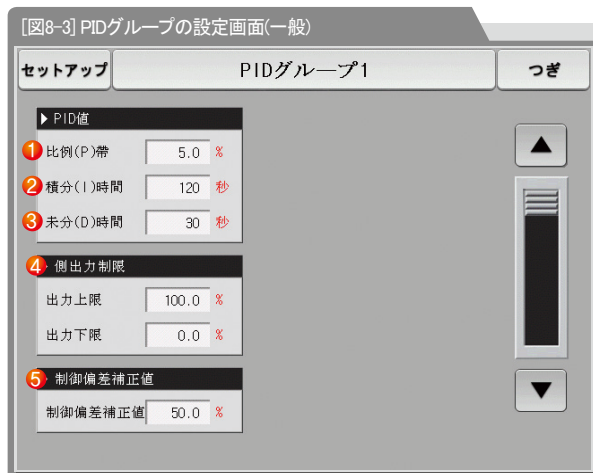 [図8-3] PIDグループの設定画面(一般)
セットアップ PIDグループ1 つぎ
▶ PID値
1 比例(P)帯 5.0 %
2 積分(I)時間 120 秒
3 未分(D)時間 30 秒
4 側出力制限
出力上限 100.0 %
出力下限 0.0 %
5 制御偏差補正値
制御偏差補正値 50.0 %